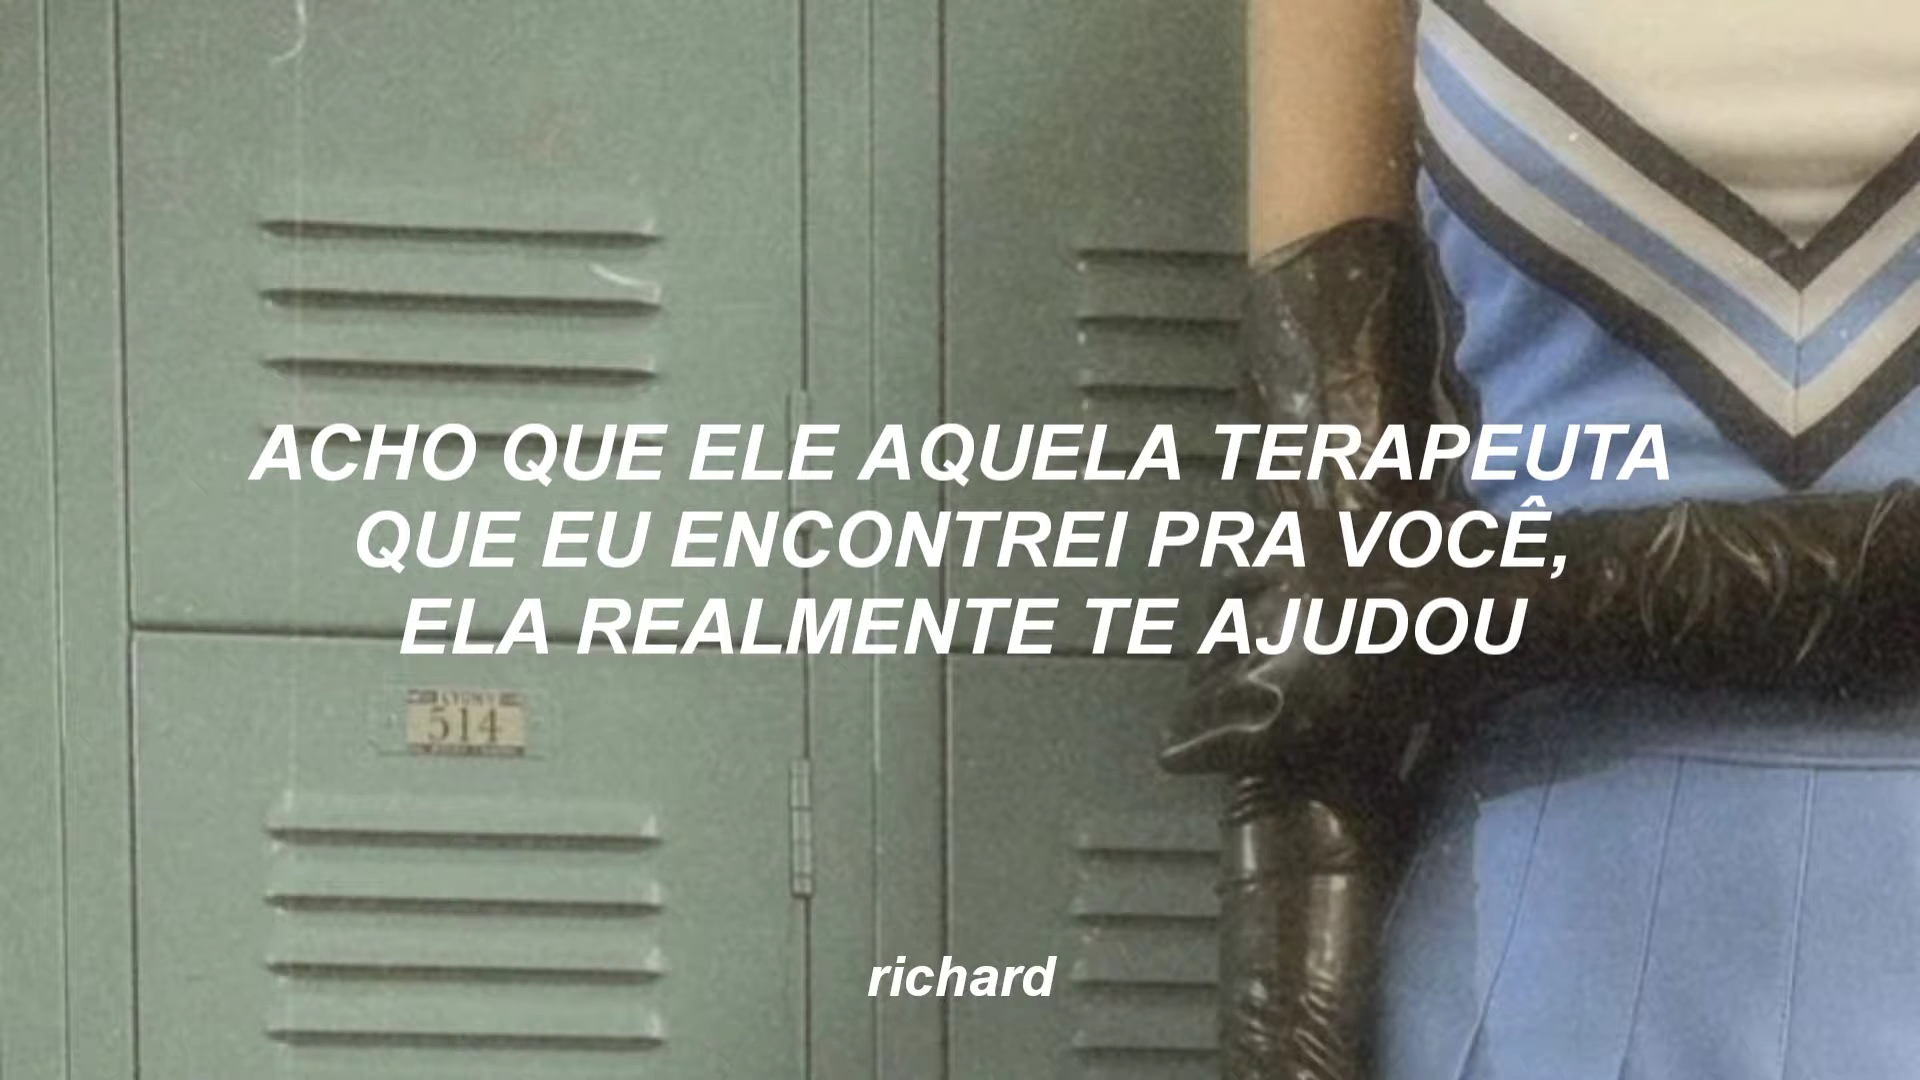 ACHO QUE ELE AQUELA TERAPEUTA
QUE EU ENCONTREI PRA VOCÊ,
ELA REALMENTE TE AJUDOU
514
richard